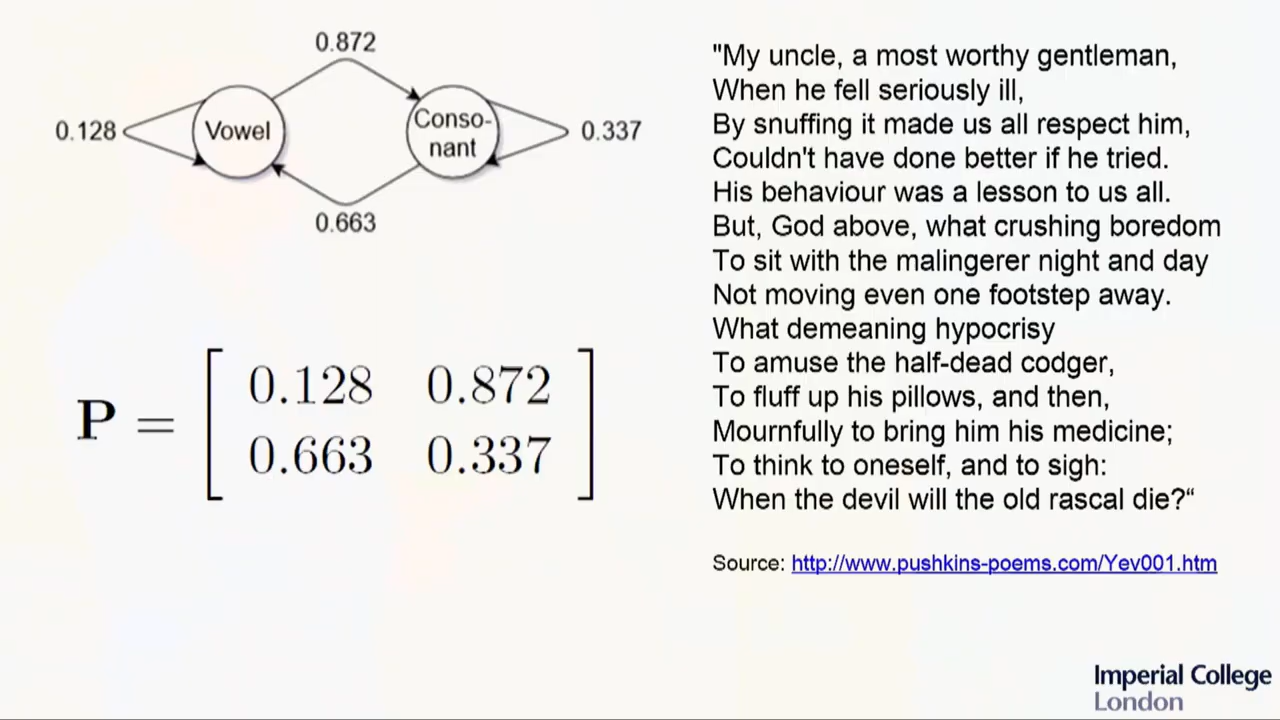 0.872
0.128
Vowel
Conso-
nant
0.337
0.663
P = [ 0.128 0.872
0.663 0.337 ]
"My uncle, a most worthy gentleman,
When he fell seriously ill,
By snuffing it made us all respect him,
Couldn't have done better if he tried.
His behaviour was a lesson to us all.
But, God above, what crushing boredom
To sit with the malingerer night and day
Not moving even one footstep away.
What demeaning hypocrisy
To amuse the half-dead codger,
To fluff up his pillows, and then,
Mournfully to bring him his medicine;
To think to oneself, and to sigh:
When the devil will the old rascal die?“
Source: http://www.pushkins-poems.com/Yev001.htm
Imperial College
London